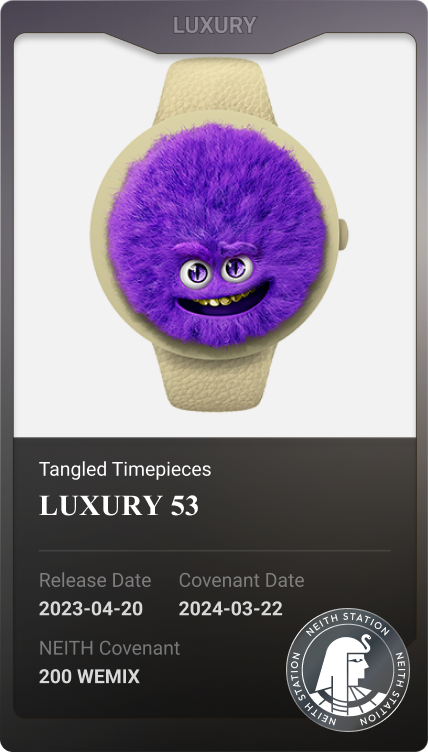 LUXURY
Tangled Timepieces
LUXURY 53
Release Date Covenant Date
2023-04-20 2024-03-22
NEITH Covenant
200 WEMIX
NEITH STATION
NEITH STATION
NEITH STATION